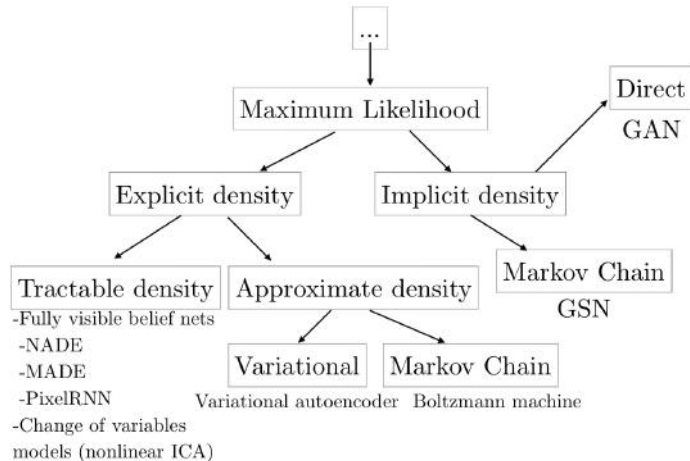 ...
Maximum Likelihood
Direct
GAN
Explicit density
Implicit density
Tractable density
-Fully visible belief nets
-NADE
-MADE
-PixelRNN
-Change of variables
models (nonlinear ICA)
Approximate density
Variational
Variational autoencoder
Markov Chain
Boltzmann machine
Markov Chain
GSN